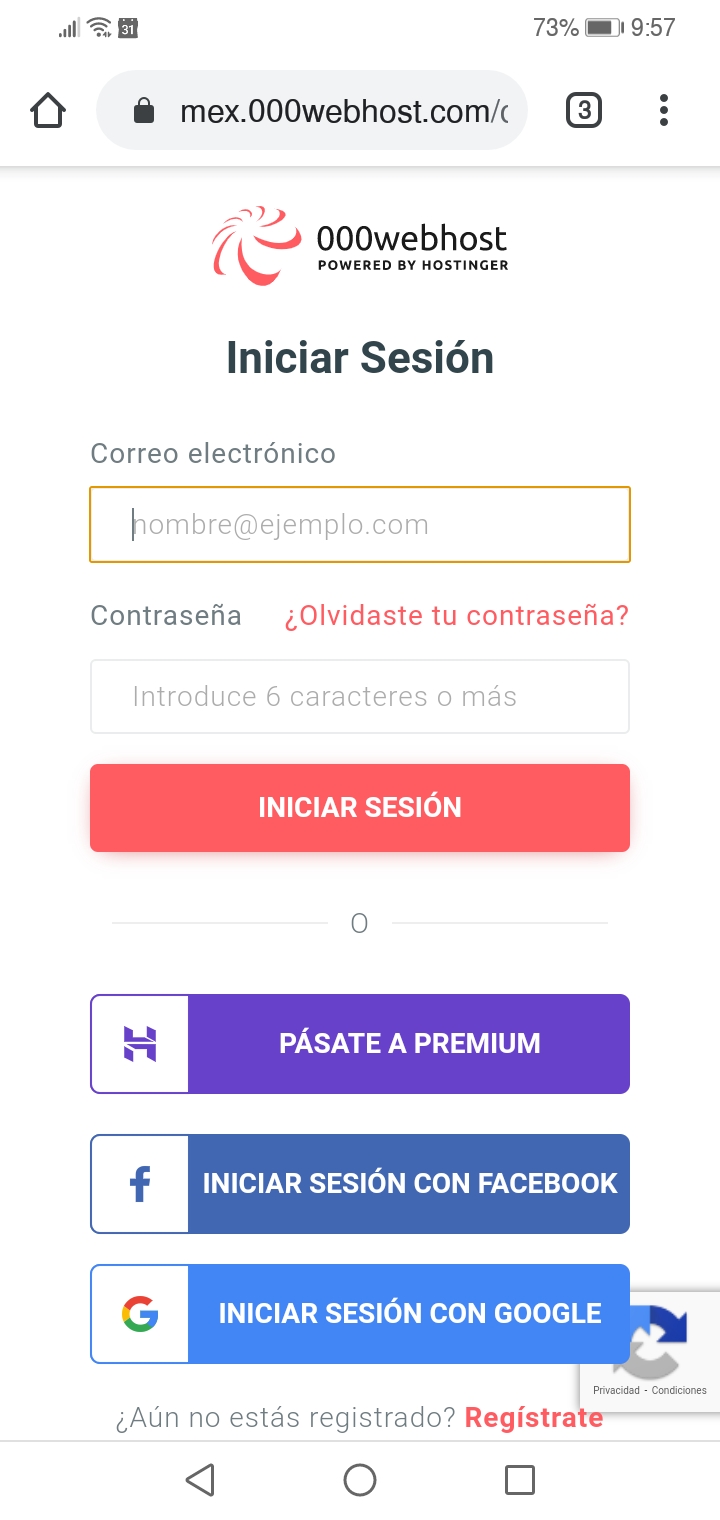 31
73% 9:57
mex.000webhost.com/
3
000webhost
POWERED BY HOSTINGER
Iniciar Sesión
Correo electrónico
nombre@ejemplo.com
Contraseña ¿Olvidaste tu contraseña?
Introduce 6 caracteres o más
INICIAR SESIÓN
O
PÁSATE A PREMIUM
INICIAR SESIÓN CON FACEBOOK
INICIAR SESIÓN CON GOOGLE
Privacidad - Condiciones
¿Aún no estás registrado? Regístrate